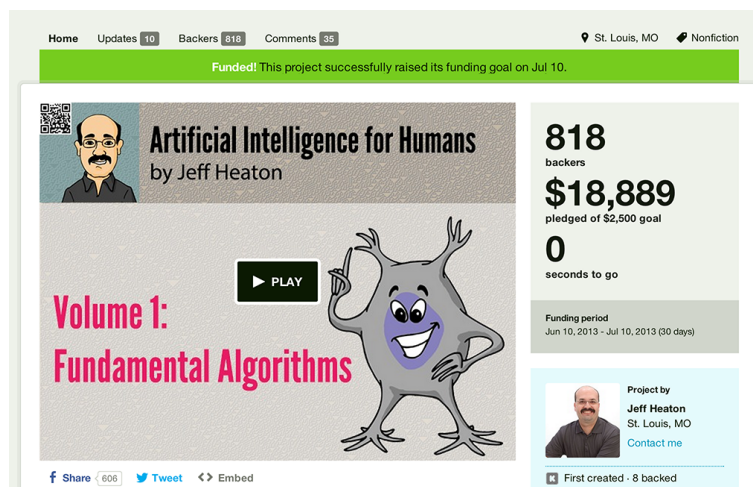 Home Updates 10 Backers 818 Comments 35 St. Louis, MO Nonfiction
Funded! This project successfully raised its funding goal on Jul 10.
Artificial Intelligence for Humans
by Jeff Heaton
PLAY
Volume 1:
Fundamental Algorithms
Share 606 Tweet Embed
818
backers
$18,889
pledged of $2,500 goal
0
seconds to go
Funding period
Jun 10, 2013 - Jul 10, 2013 (30 days)
Project by
Jeff Heaton
St. Louis, MO
Contact me
K First created · 8 backed